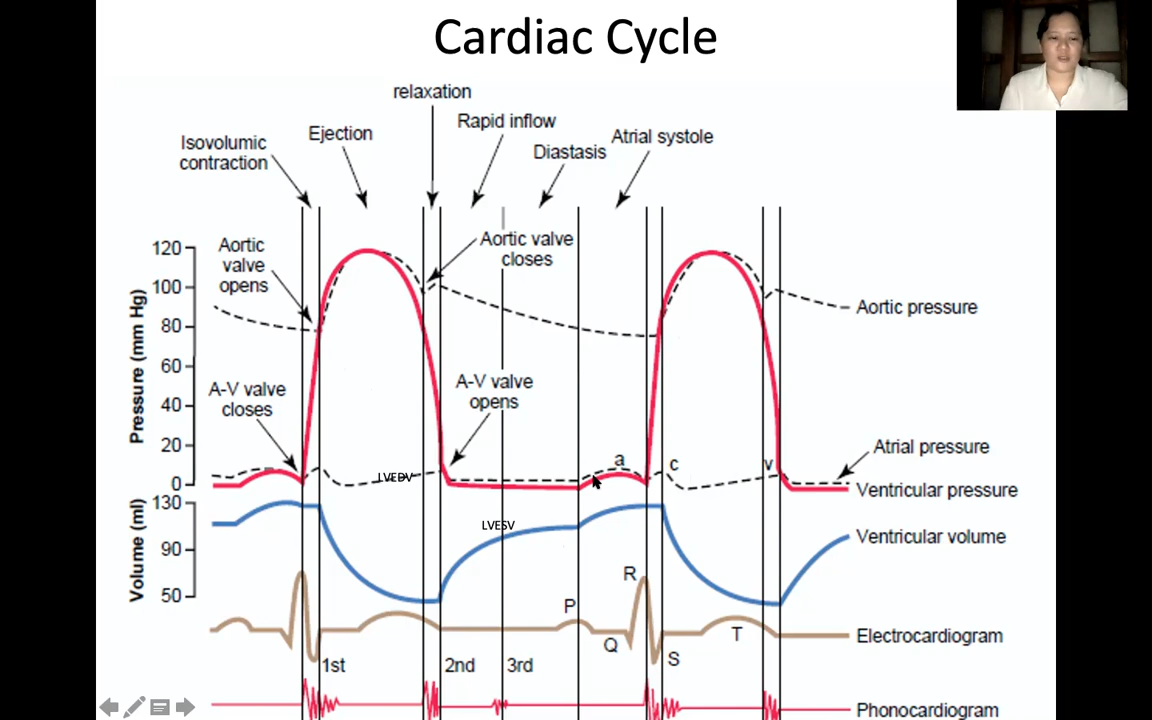 Cardiac Cycle
relaxation
Rapid inflow
Isovolumic
contraction
Ejection
Diastasis
Atrial systole
Aortic
valve
opens
Aortic valve
closes
120
100
80
60
40
20
0
Pressure (mm Hg)
A-V valve
closes
A-V valve
opens
Aortic pressure
Atrial pressure
Ventricular pressure
a
c
v
LVEDV
LVESV
130
90
50
Volume (ml)
Ventricular volume
R
P
Q
S
T
Electrocardiogram
1st
2nd
3rd
Phonocardiogram